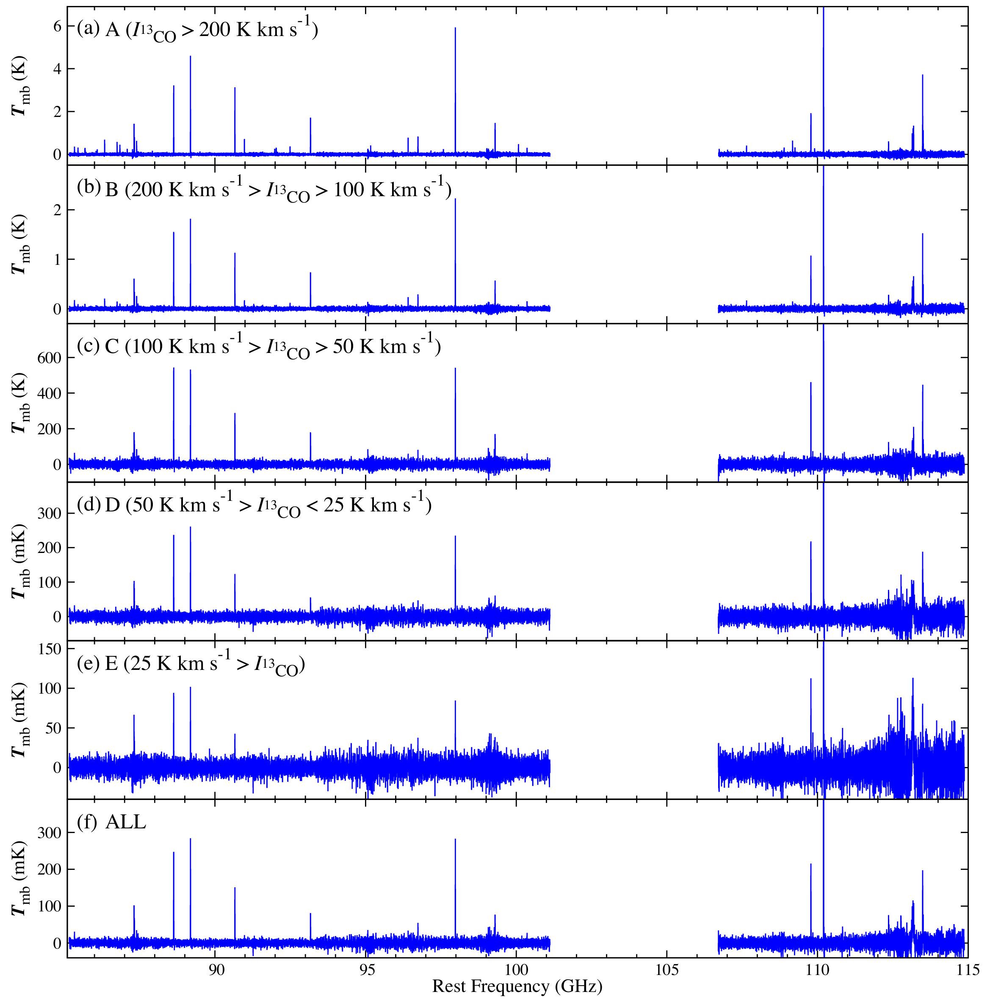 (a) A (I13CO > 200 K km s-1)
Tmb (K)
6
4
2
0
(b) B (200 K km s-1 > I13CO > 100 K km s-1)
Tmb (K)
2
1
0
(c) C (100 K km s-1 > I13CO > 50 K km s-1)
Tmb (K)
600
400
200
0
(d) D (50 K km s-1 > I13CO < 25 K km s-1)
Tmb (mK)
300
200
100
0
(e) E (25 K km s-1 > I13CO)
Tmb (mK)
150
100
50
0
(f) ALL
Tmb (mK)
300
200
100
0
90 95 100 105 110 115
Rest Frequency (GHz)